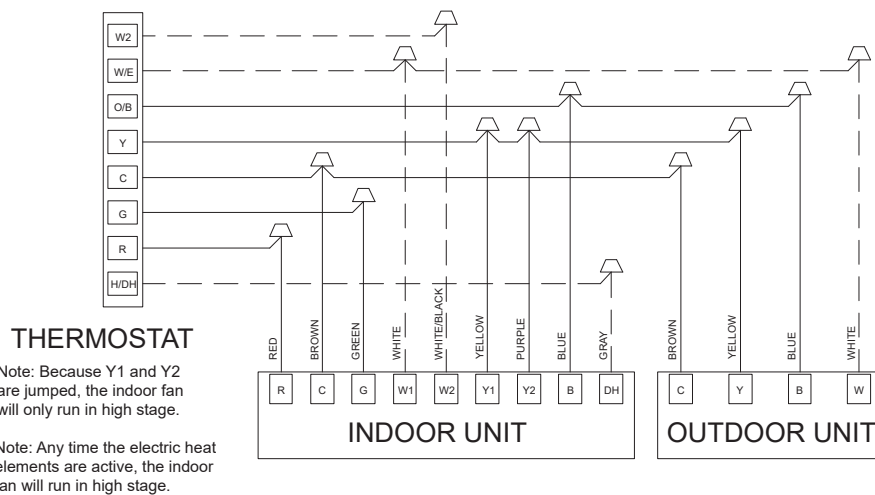 W2
W/E
O/B
Y
C
G
R
H/DH
THERMOSTAT
Note: Because Y1 and Y2
are jumped, the indoor fan
will only run in high stage.
Note: Any time the electric heat
elements are active, the indoor
fan will run in high stage.
RED
BROWN
GREEN
WHITE
WHITE/BLACK
YELLOW
PURPLE
BLUE
GRAY
R
C
G
W1
W2
Y1
Y2
B
DH
INDOOR UNIT
BROWN
YELLOW
BLUE
WHITE
C
Y
B
W
OUTDOOR UNIT